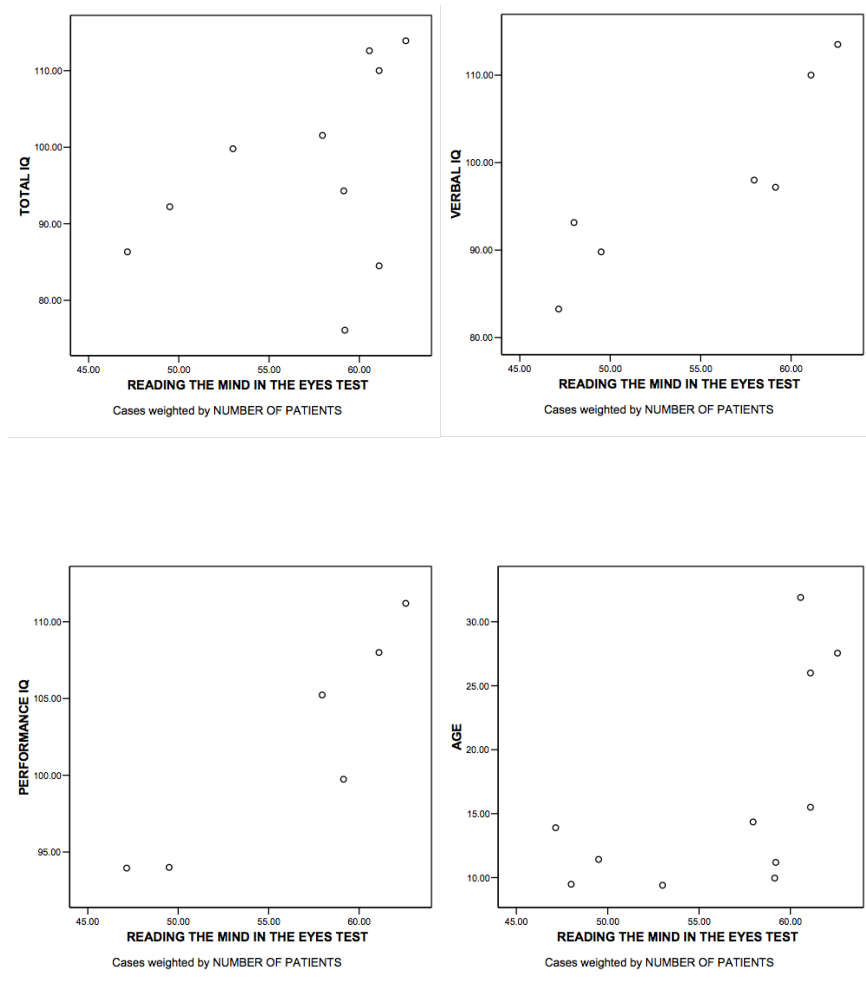 TOTAL IQ
110.00
100.00
90.00
80.00
45.00 50.00 55.00 60.00
READING THE MIND IN THE EYES TEST
Cases weighted by NUMBER OF PATIENTS
VERBAL IQ
110.00
100.00
90.00
80.00
45.00 50.00 55.00 60.00
READING THE MIND IN THE EYES TEST
Cases weighted by NUMBER OF PATIENTS
PERFORMANCE IQ
110.00
105.00
100.00
95.00
45.00 50.00 55.00 60.00
READING THE MIND IN THE EYES TEST
Cases weighted by NUMBER OF PATIENTS
AGE
30.00
25.00
20.00
15.00
10.00
45.00 50.00 55.00 60.00
READING THE MIND IN THE EYES TEST
Cases weighted by NUMBER OF PATIENTS